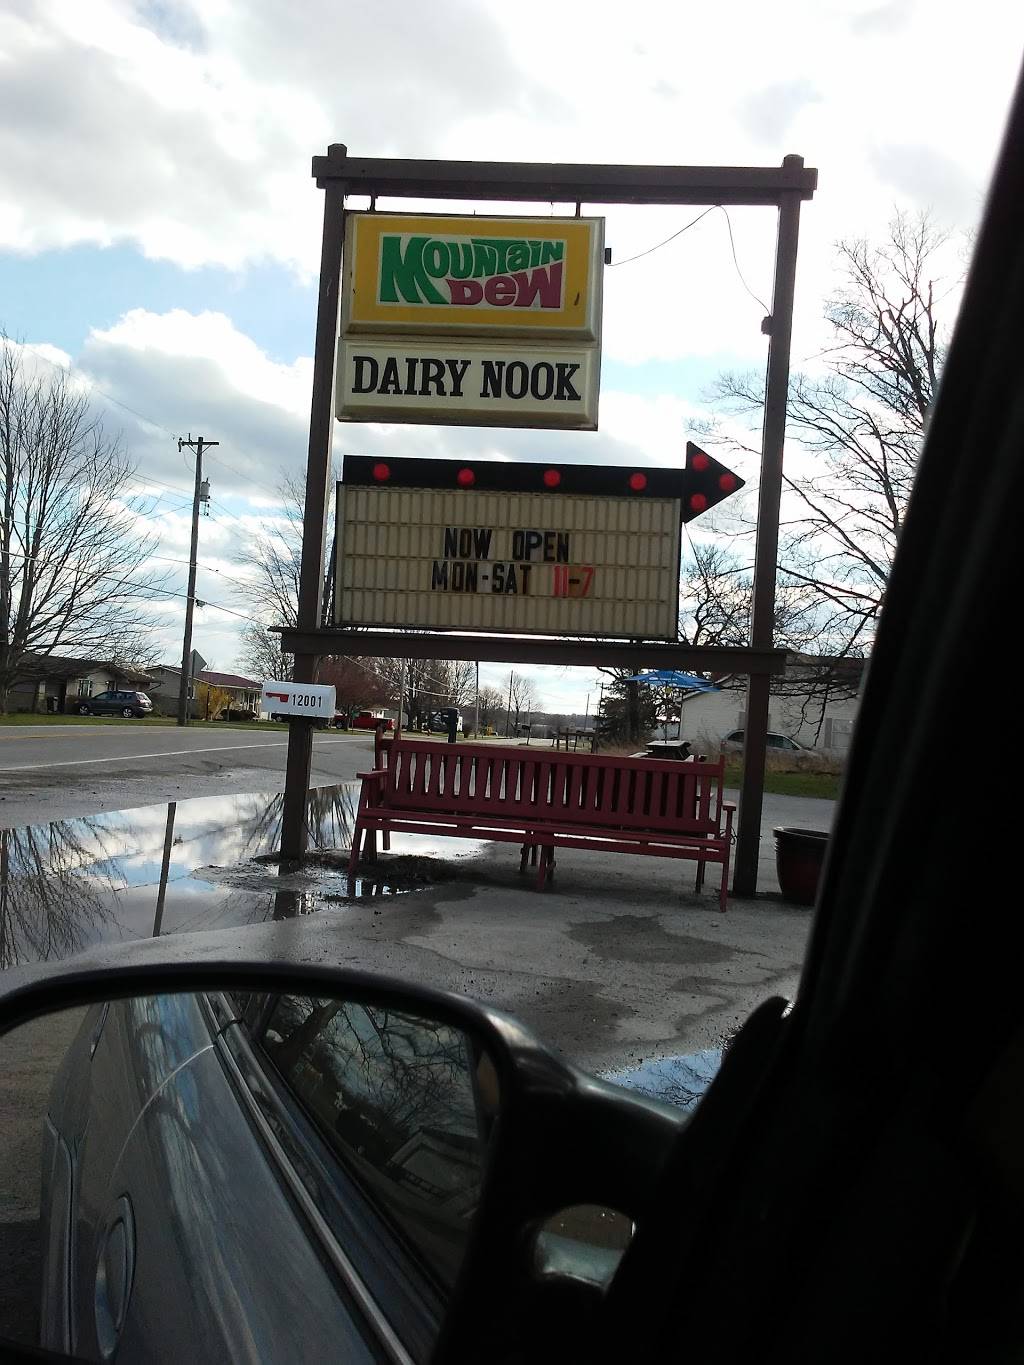 MOUNTAIN
DEW
DAIRY NOOK
NOW OPEN
MON-SAT 11-7
12001